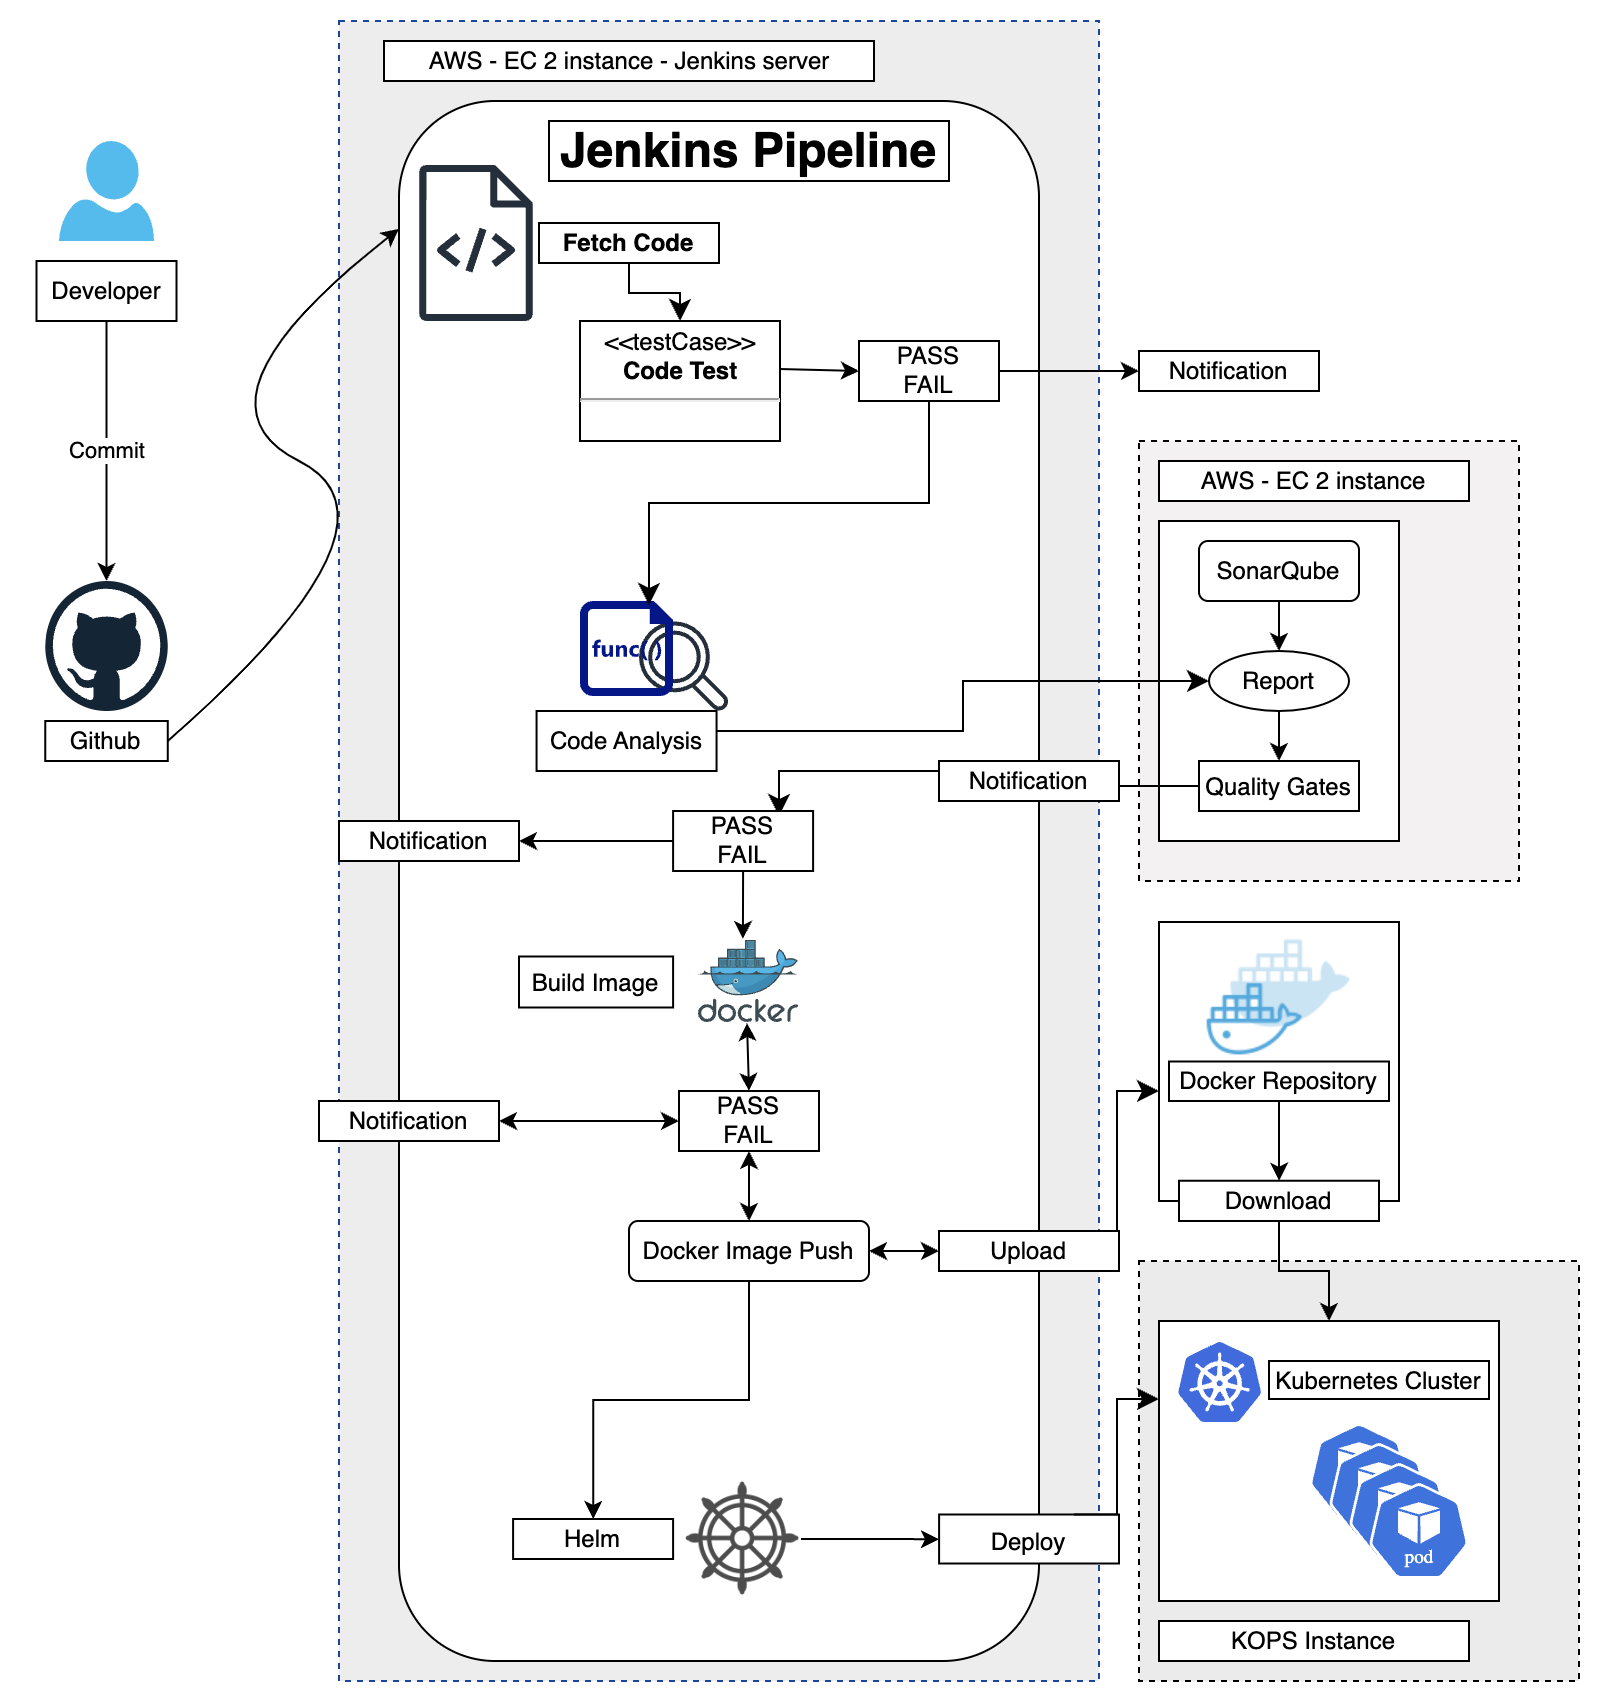 AWS - EC 2 instance - Jenkins server
Jenkins Pipeline
</>
Fetch Code
Developer
<<testCase>>
Code Test
PASS
FAIL
Notification
Commit
AWS - EC 2 instance
SonarQube
func()
Report
Github
Code Analysis
Notification
Quality Gates
PASS
FAIL
Notification
Build Image
docker
Docker Repository
PASS
FAIL
Notification
Download
Docker Image Push
Upload
Kubernetes Cluster
pod
Helm
Deploy
KOPS Instance